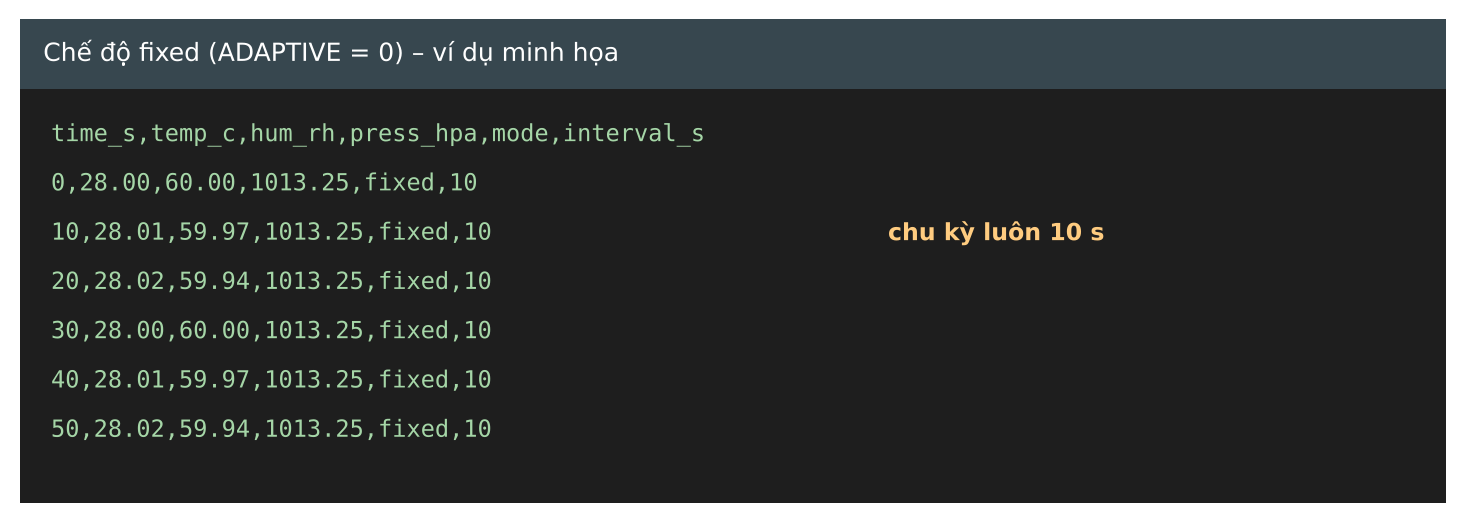 Chế độ fixed (ADAPTIVE = 0) – ví dụ minh họa
time_s,temp_c,hum_rh,press_hpa,mode,interval_s
0,28.00,60.00,1013.25,fixed,10
10,28.01,59.97,1013.25,fixed,10
chu kỳ luôn 10 s
20,28.02,59.94,1013.25,fixed,10
30,28.00,60.00,1013.25,fixed,10
40,28.01,59.97,1013.25,fixed,10
50,28.02,59.94,1013.25,fixed,10